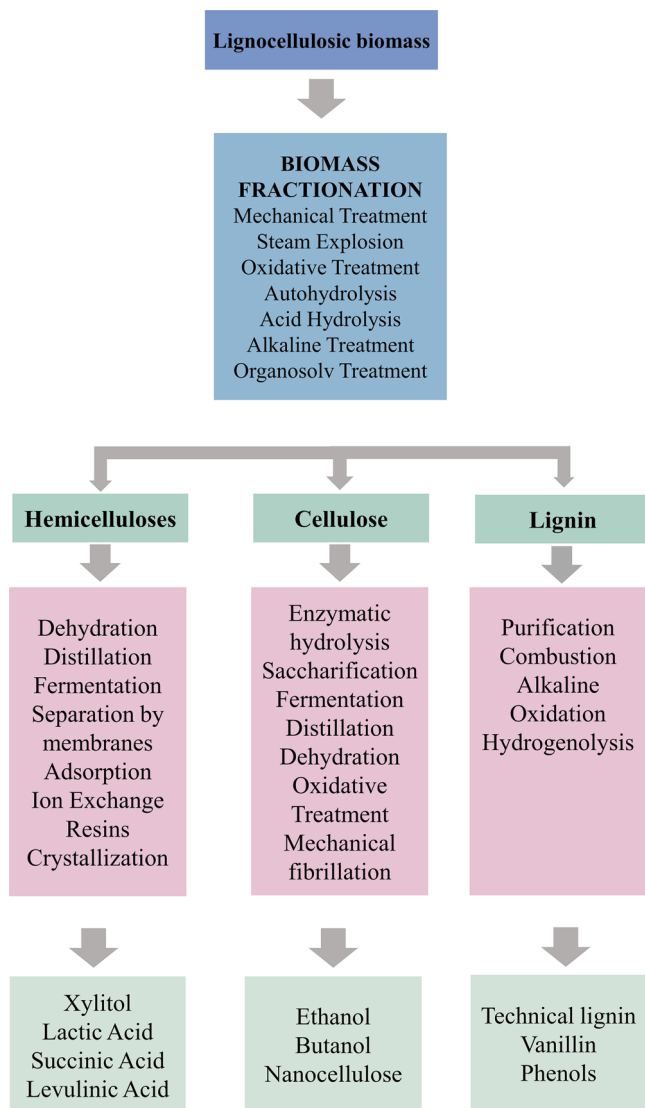 Lignocellulosic biomass
BIOMASS
FRACTIONATION
Mechanical Treatment
Steam Explosion
Oxidative Treatment
Autohydrolysis
Acid Hydrolysis
Alkaline Treatment
Organosolv Treatment
Hemicelluloses
Cellulose
Lignin
Dehydration
Distillation
Fermentation
Separation by
membranes
Adsorption
Ion Exchange
Resins
Crystallization
Enzymatic
hydrolysis
Saccharification
Fermentation
Distillation
Dehydration
Oxidative
Treatment
Mechanical
fibrillation
Purification
Combustion
Alkaline
Oxidation
Hydrogenolysis
Xylitol
Lactic Acid
Succinic Acid
Levulinic Acid
Ethanol
Butanol
Nanocellulose
Technical lignin
Vanillin
Phenols